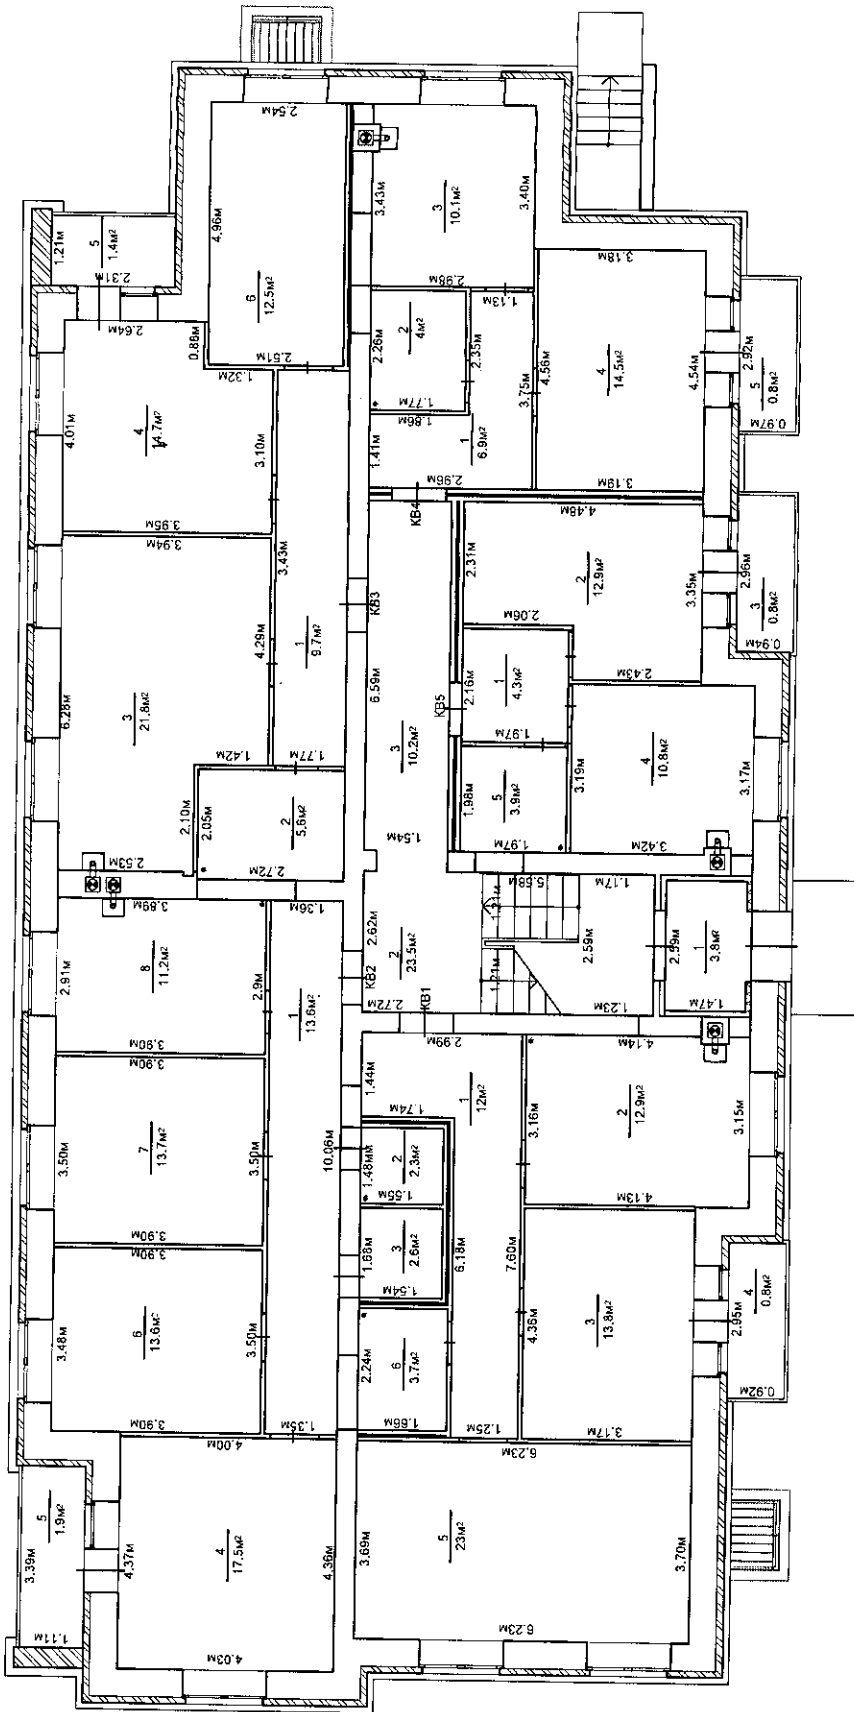 2.54м
4.96м
6
12.5м²
2.51м
1.21м
5
1.4м²
2.31м
2.64м
0.88м
1.32м
4.01м
4
14.7м²
3.10м
3.95м
3.43м
3
10.1м²
3.40м
2.98м
1.13м
2.26м
2
4м²
2.35м
1.77м
1.86м
1.41м
1
6.9м²
3.75м
2.96м
3.18м
4.56м
4
14.5м²
4.54м
3.19м
2.92м
5
0.8м²
0.97м
3.94м
6.28м
3
21.8м²
4.29м
1.42м
2.53м
3.43м
1
9.7м²
1.77м
2.10м
2.05м
2
5.6м²
2.72м
КВ3
КВ4
6.59м
3
10.2м²
1.54м
КВ5
4.48м
2.31м
2
12.9м²
3.35м
2.06м
2.43м
2.96м
3
0.8м²
0.94м
2.16м
1
4.3м²
1.97м
1.98м
5
3.9м²
1.97м
3.19м
4
10.8м²
3.17м
3.42м
3.89м
2.91м
8
11.2м²
2.9м
3.90м
1.36м
1
13.6м²
10.06м
1.35м
КВ2
2.62м
2
23.5м²
2.72м
КВ1
5.58м
1.21м
1.21м
1.17м
2.59м
1.23м
2.59м
1
3.8м²
1.47м
3.90м
3.50м
7
13.7м²
3.50м
3.90м
3.90м
3.48м
6
13.6м²
3.50м
3.90м
2.99м
1.44м
1
12м²
1.74м
6.18м
7.60м
1.25м
1.48мм
2
2.3м²
1.55м
1.68м
3
2.6м²
1.54м
2.24м
6
3.7м²
1.66м
4.14м
3.16м
2
12.9м²
3.15м
4.13м
4.36м
3
13.8м²
3.17м
2.95м
4
0.8м²
0.92м
4.00м
4.37м
4
17.5м²
4.36м
4.03м
3.39м
5
1.9м²
1.11м
6.23м
3.69м
5
23м²
3.70м
6.23м